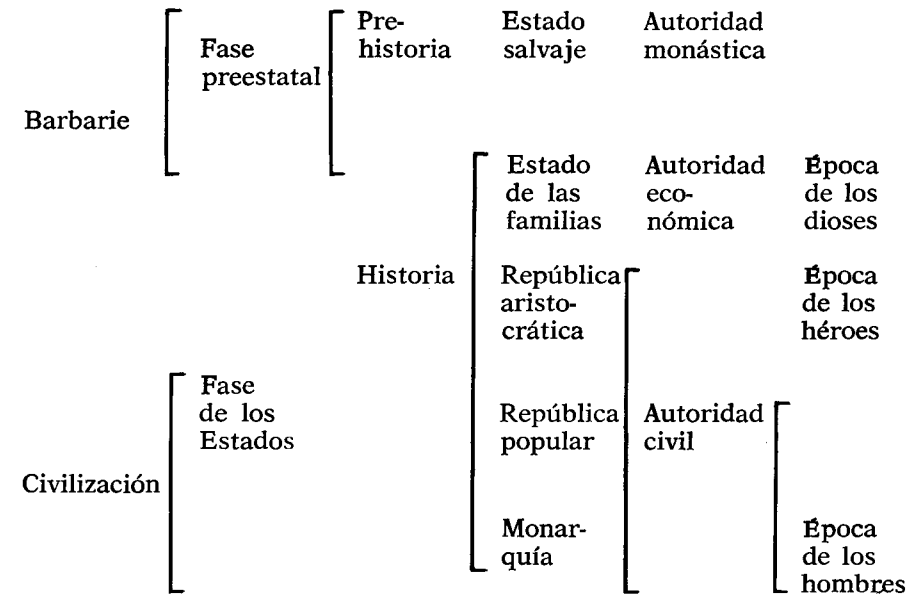 Pre-
historia
Estado
salvaje
Autoridad
monástica
Fase
preestatal
Barbarie
Estado
de las
familias
Autoridad
eco-
nómica
Época
de los
dioses
Historia
República
aristo-
crática
Época
de los
héroes
Fase
de los
Estados
República
popular
Autoridad
civil
Civilización
Monar-
quía
Época
de los
hombres